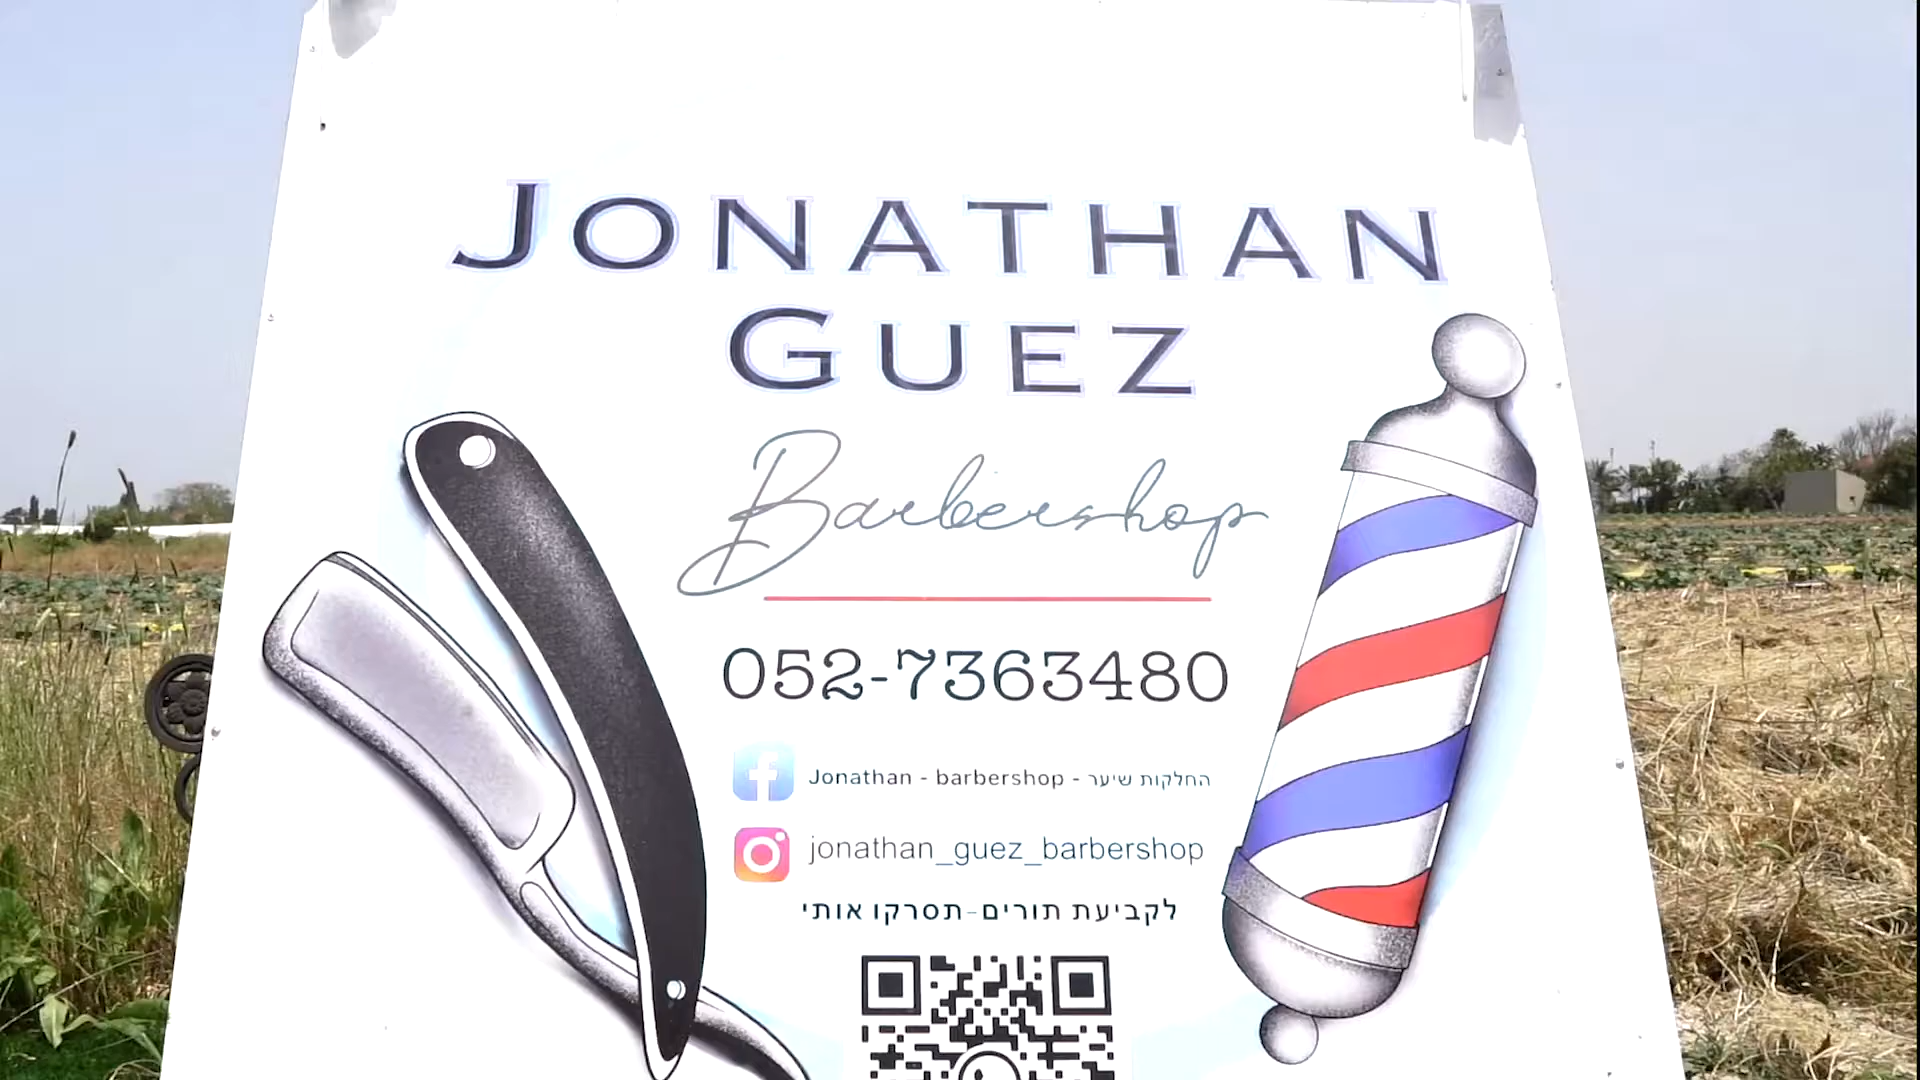 JONATHAN
GUEZ
Barbershop
052-7363480
Jonathan - barbershop - החלקות שיער
jonathan_guez_barbershop
לקביעת תורים-תסרקו אותי